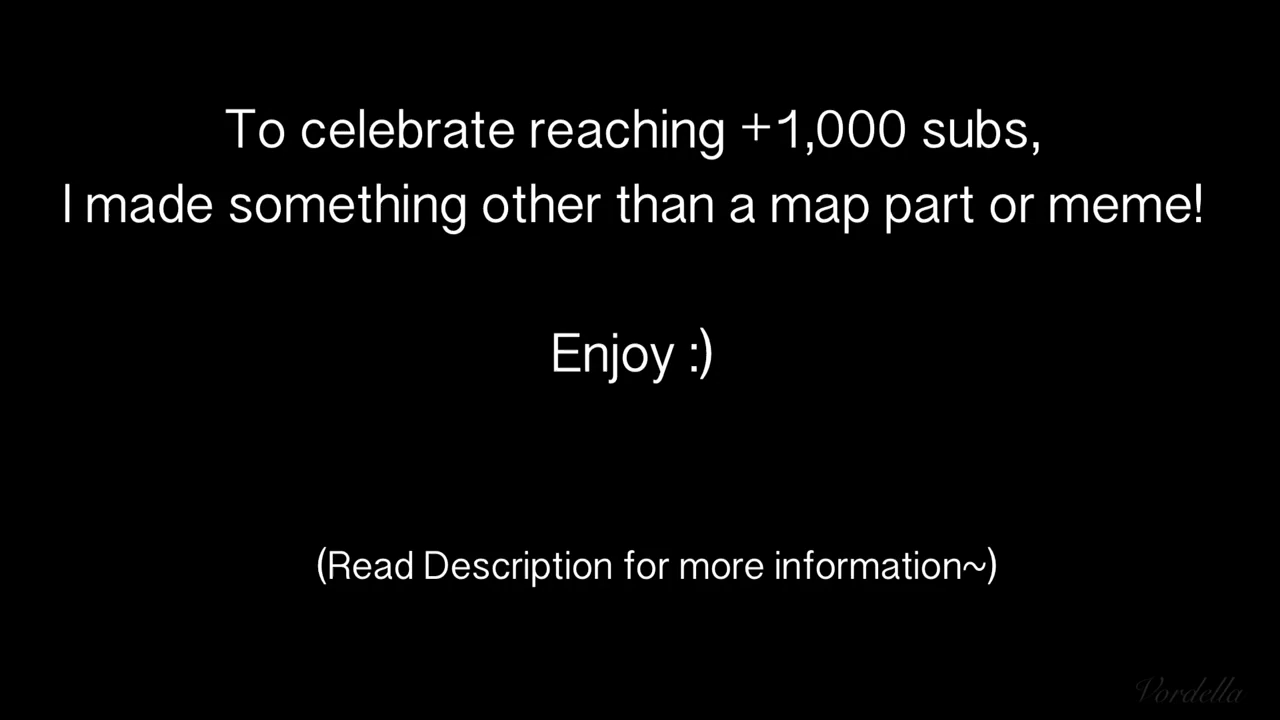 To celebrate reaching +1,000 subs,
I made something other than a map part or meme!
Enjoy :)
(Read Description for more information~)
Vordella